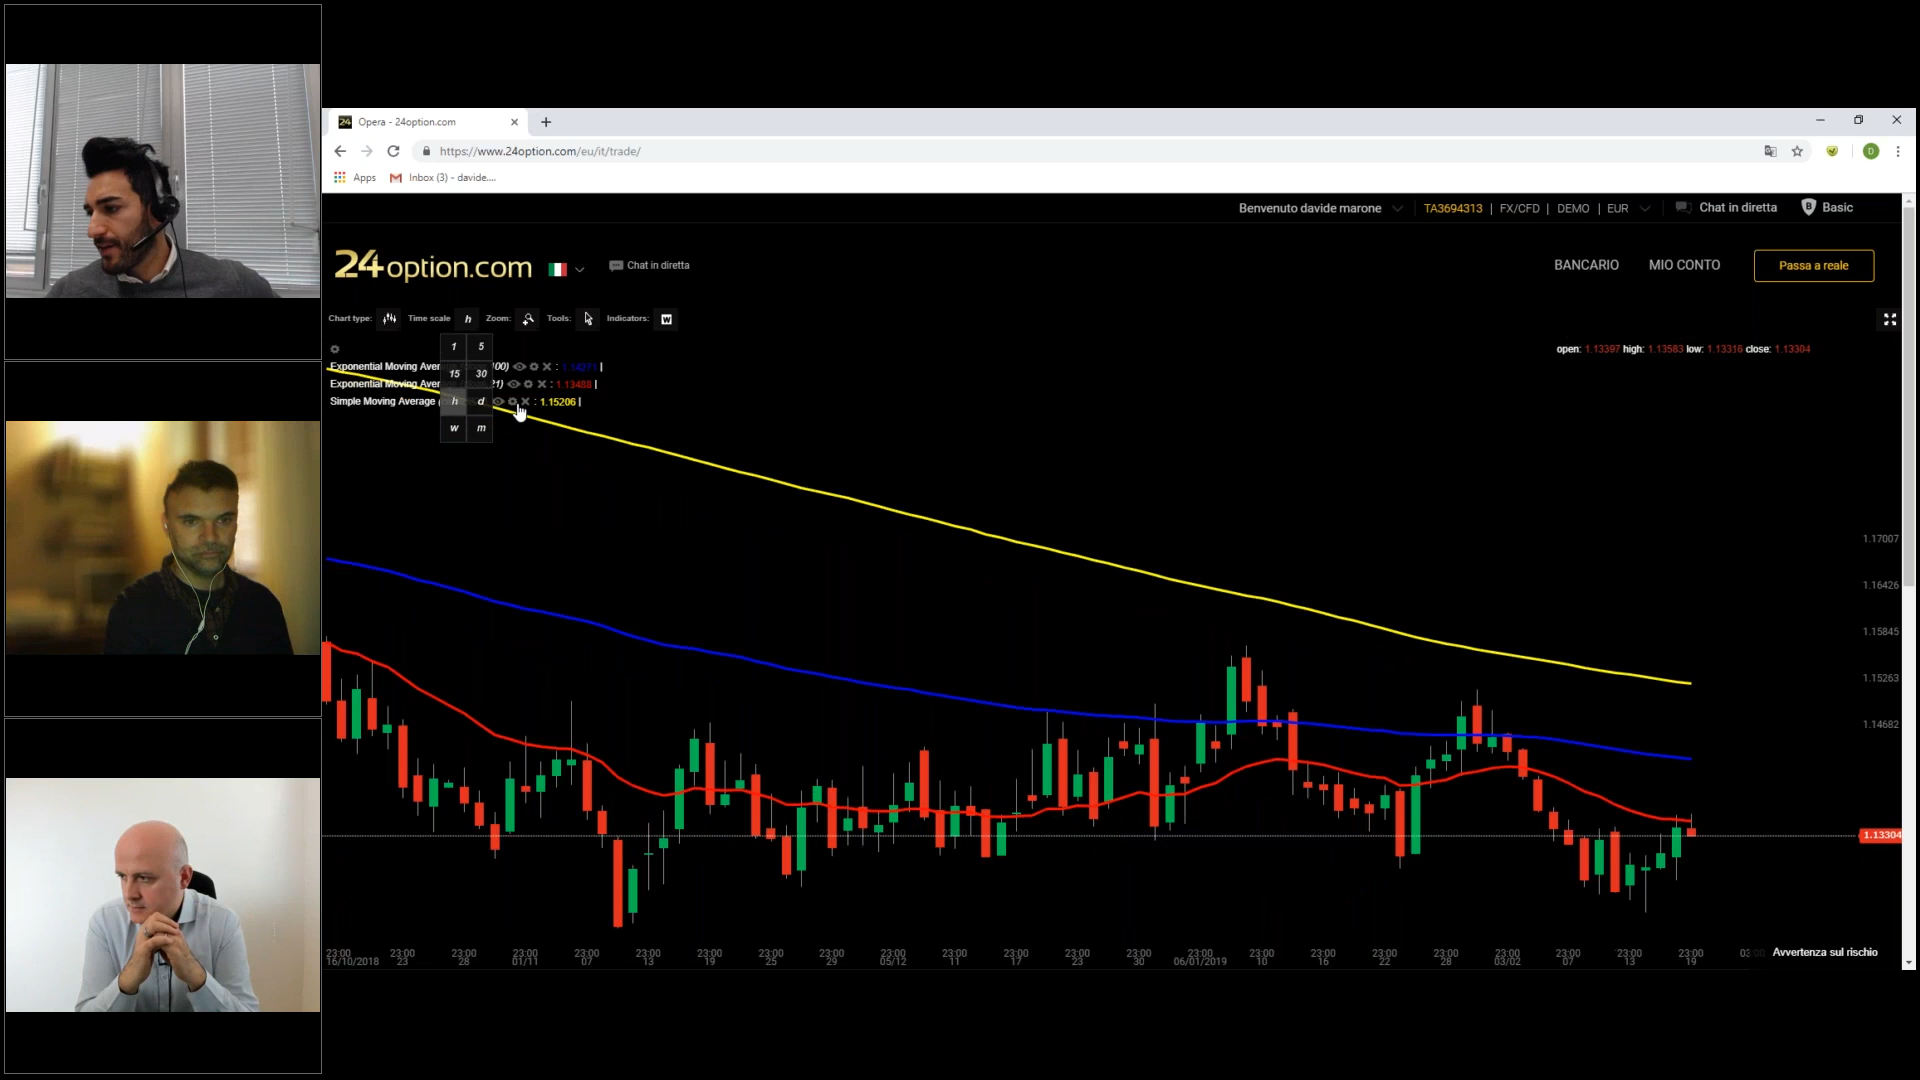 24 Opera - 24option.com
https://www.24option.com/eu/it/trade/
D
Apps
Inbox (3) - davide....
Benvenuto davide marone
TA3694313 | FX/CFD | DEMO | EUR
Chat in diretta
B Basic
24option.com
Chat in diretta
BANCARIO
MIO CONTO
Passa a reale
Chart type:
Time scale h
Zoom:
Tools:
Indicators: W
open: 1.13397 high: 1.13583 low: 1.13316 close: 1.13304
1 5
15 30
h d
w m
Exponential Moving Aver 00) : 1.14271 |
Exponential Moving Aver 21) : 1.13488 |
Simple Moving Average ( : 1.15206 |
1.17007
1.16426
1.15845
1.15263
1.14682
1.13304
23:00 23:00 23:00 23:00 23:00 23:00 23:00 23:00 23:00 23:00 23:00 23:00 23:00 23:00 23:00 23:00 23:00 23:00 23:00 23:00 23:00 23:00 23:00
16/10/2018 23 28 01/11 07 13 19 25 29 05/12 11 17 23 30 06/01/2019 10 16 22 28 03/02 07 13 19
Avvertenza sul rischio